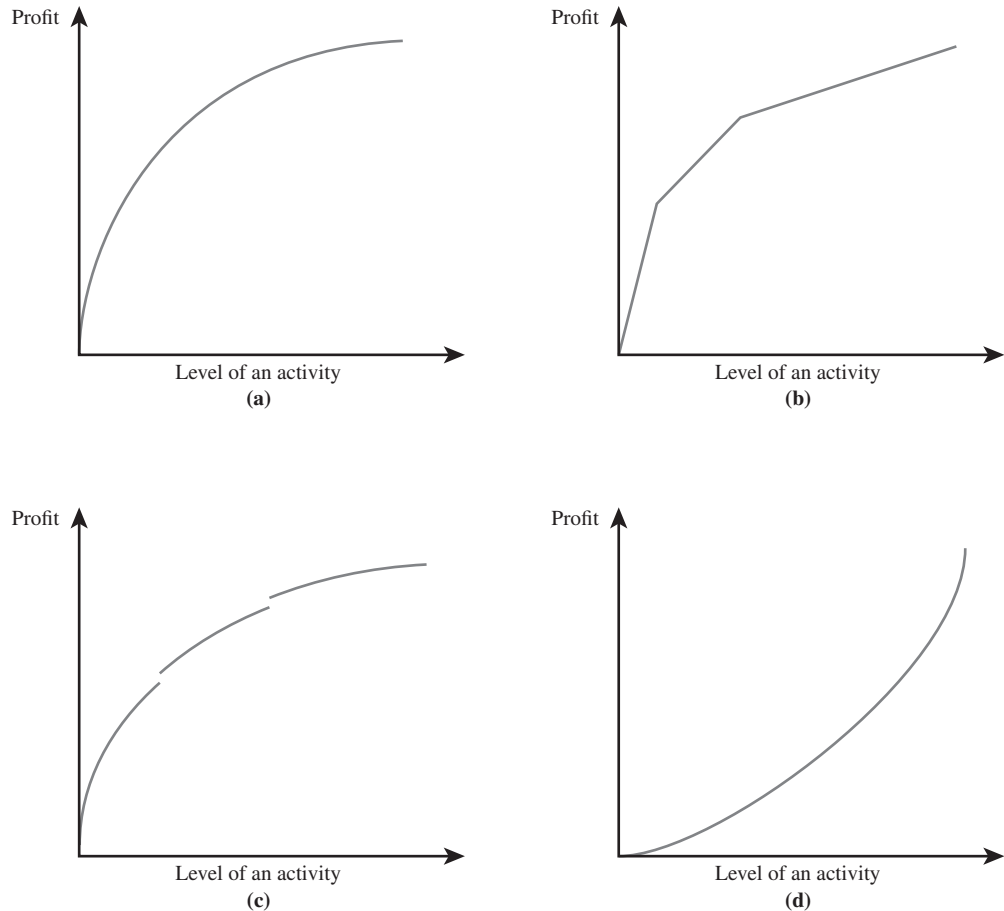 Profit
Level of an activity
(a)
Profit
Level of an activity
(b)
Profit
Level of an activity
(c)
Profit
Level of an activity
(d)